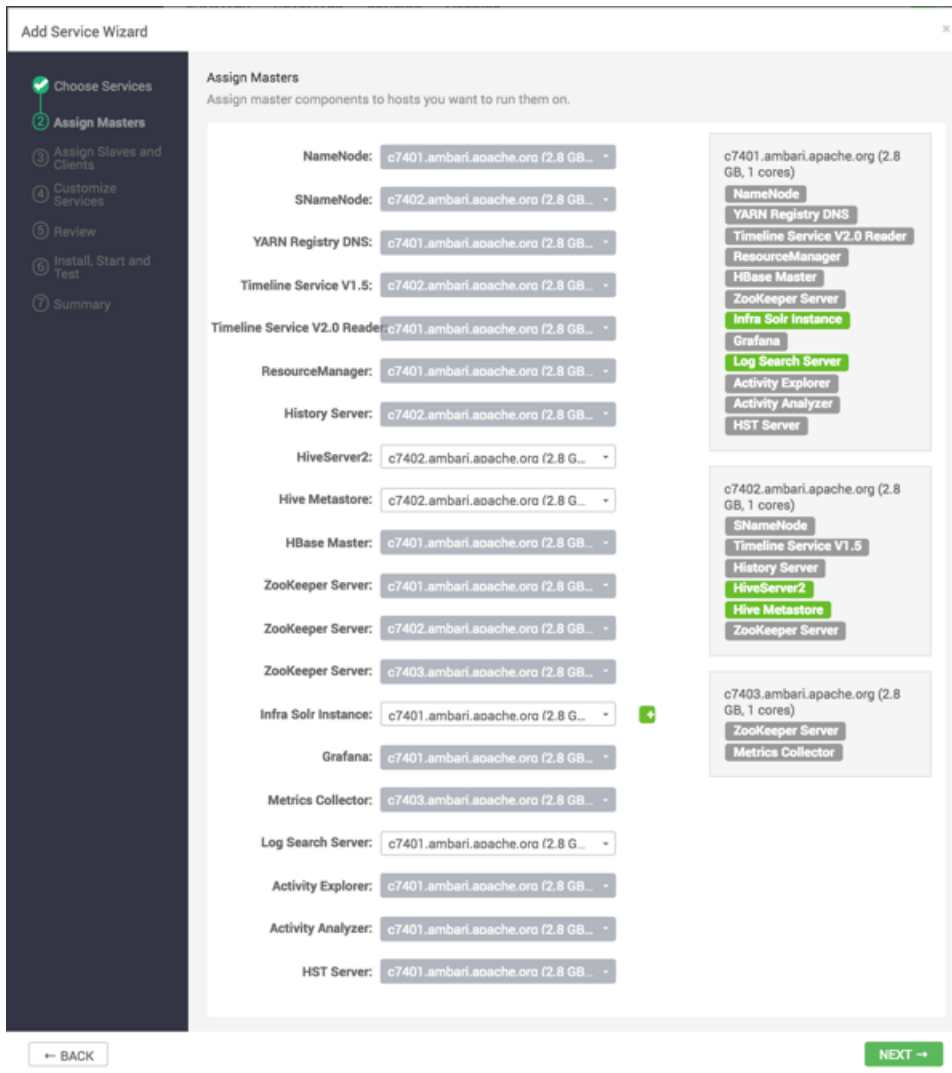 Add Service Wizard
×
Choose Services
2 Assign Masters
3 Assign Slaves and
Clients
4 Customize
Services
5 Review
6 Install, Start and
Test
7 Summary
Assign Masters
Assign master components to hosts you want to run them on.
NameNode: c7401.ambari.apache.org (2.8 GB...
SNameNode: c7402.ambari.apache.org (2.8 GB...
YARN Registry DNS: c7401.ambari.apache.org (2.8 GB...
Timeline Service V1.5: c7402.ambari.apache.org (2.8 GB...
Timeline Service V2.0 Reader: c7401.ambari.apache.org (2.8 GB...
ResourceManager: c7401.ambari.apache.org (2.8 GB...
History Server: c7402.ambari.apache.org (2.8 GB...
HiveServer2: c7402.ambari.apache.org (2.8 G...
Hive Metastore: c7402.ambari.apache.org (2.8 G...
HBase Master: c7401.ambari.apache.org (2.8 GB...
ZooKeeper Server: c7401.ambari.apache.org (2.8 GB...
ZooKeeper Server: c7402.ambari.apache.org (2.8 GB...
ZooKeeper Server: c7403.ambari.apache.org (2.8 GB...
Infra Solr Instance: c7401.ambari.apache.org (2.8 G... +
Grafana: c7401.ambari.apache.org (2.8 GB...
Metrics Collector: c7403.ambari.apache.org (2.8 GB...
Log Search Server: c7401.ambari.apache.org (2.8 G...
Activity Explorer: c7401.ambari.apache.org (2.8 GB...
Activity Analyzer: c7401.ambari.apache.org (2.8 GB...
HST Server: c7401.ambari.apache.org (2.8 GB...
c7401.ambari.apache.org (2.8
GB, 1 cores)
NameNode
YARN Registry DNS
Timeline Service V2.0 Reader
ResourceManager
HBase Master
ZooKeeper Server
Infra Solr Instance
Grafana
Log Search Server
Activity Explorer
Activity Analyzer
HST Server
c7402.ambari.apache.org (2.8
GB, 1 cores)
SNameNode
Timeline Service V1.5
History Server
HiveServer2
Hive Metastore
ZooKeeper Server
c7403.ambari.apache.org (2.8
GB, 1 cores)
ZooKeeper Server
Metrics Collector
← BACK
NEXT →